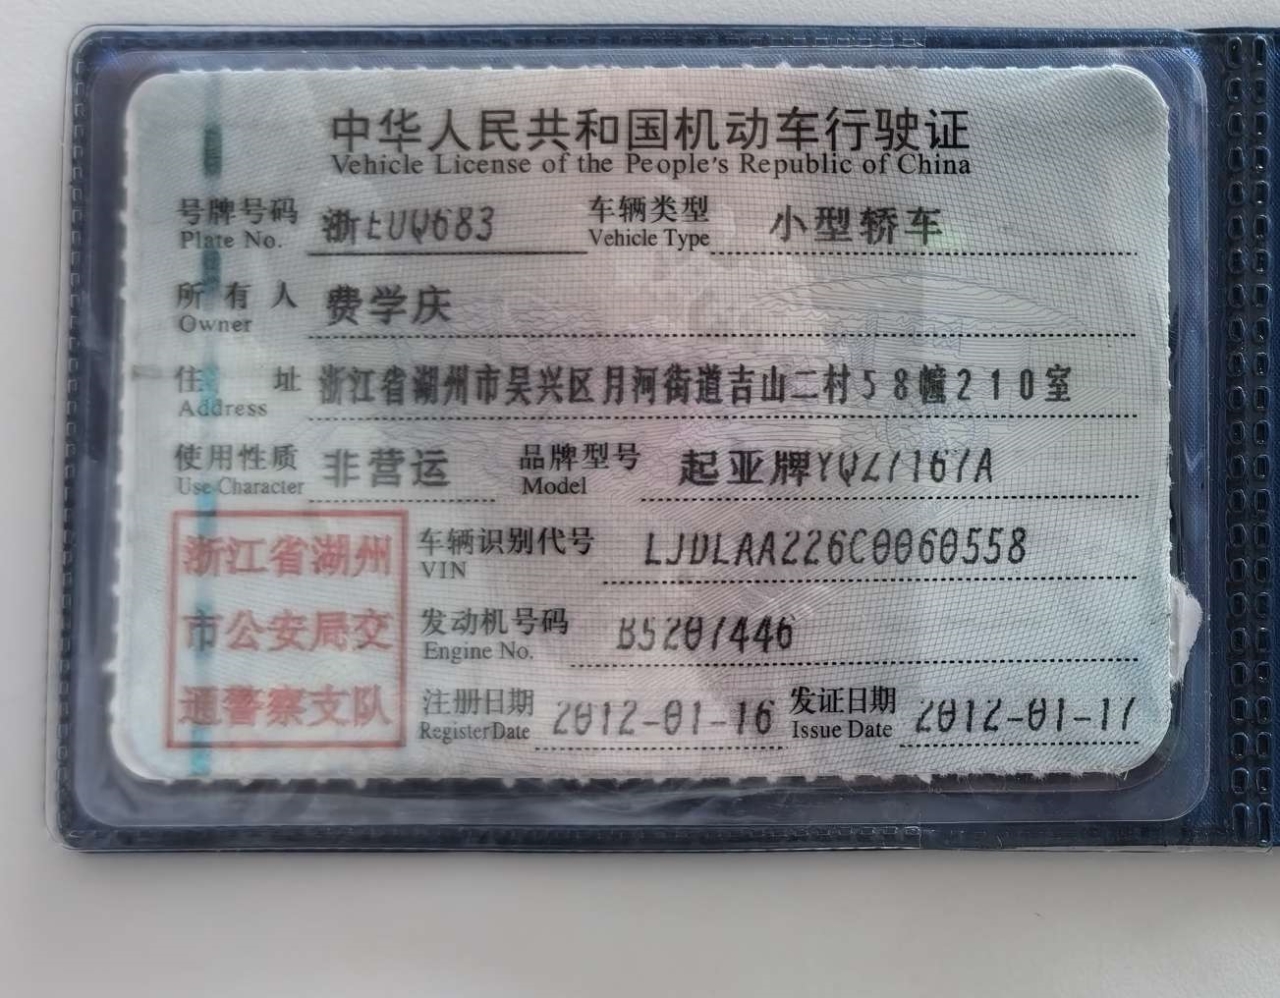 中华人民共和国机动车行驶证
Vehicle License of the People's Republic of China
号牌号码 浙EUQ683 车辆类型 小型轿车
Plate No. Vehicle Type
所有人 费学庆
Owner
住址 浙江省湖州市吴兴区月河街道吉山二村58幢210室
Address
使用性质 非营运 品牌型号 起亚牌YQZ7167A
Use Character Model
浙江省湖州
市公安局交
通警察支队
车辆识别代号 LJDLAA226C0060558
VIN
发动机号码 B5207446
Engine No.
注册日期 2012-01-16 发证日期 2012-01-17
Register Date Issue Date